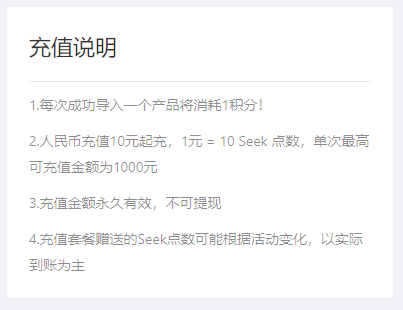 充值说明
1.每次成功导入一个产品将消耗1积分！
2.人民币充值10元起充，1元 = 10 Seek 点数，单次最高
可充值金额为1000元
3.充值金额永久有效，不可提现
4.充值套餐赠送的Seek点数可能根据活动变化，以实际
到账为主